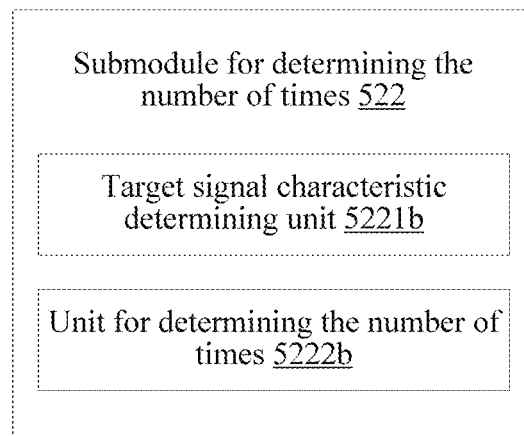 Submodule for determining the
number of times 522
Target signal characteristic
determining unit 5221b
Unit for determining the number of
times 5222b